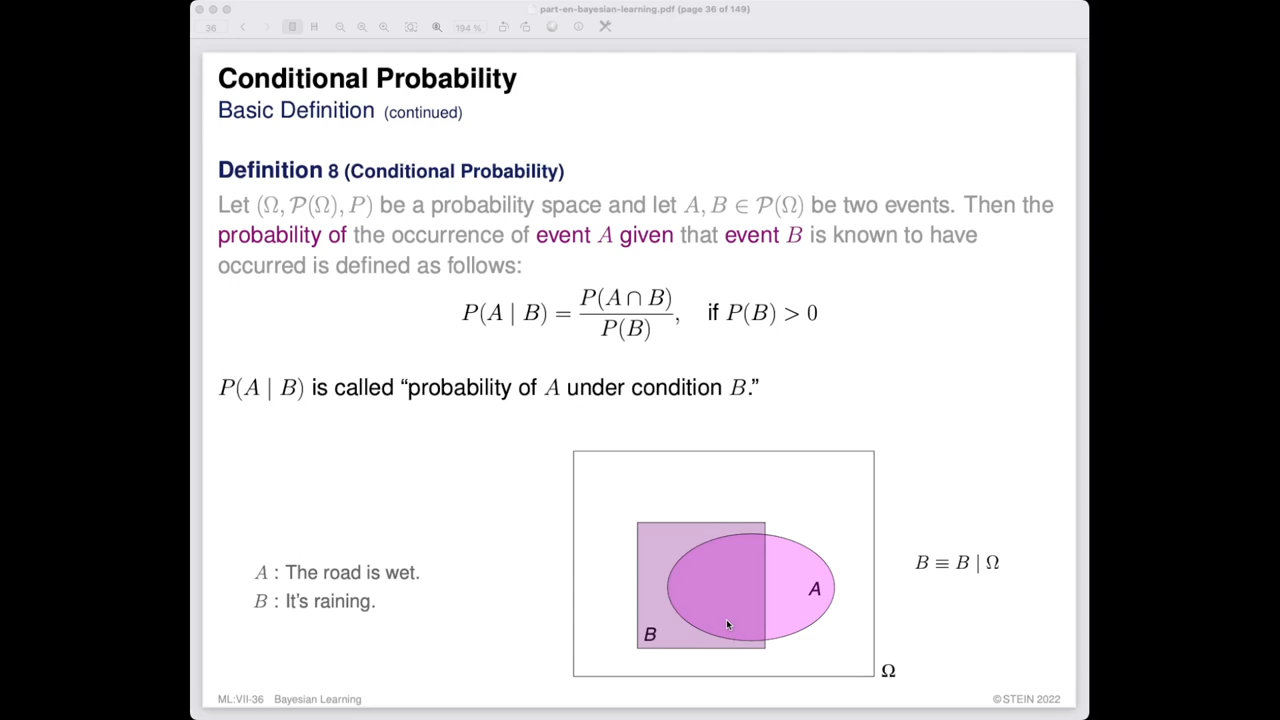 part-en-bayesian-learning.pdf (page 36 of 149)
36
194 %
Conditional Probability
Basic Definition (continued)
Definition 8 (Conditional Probability)
Let (Ω, 𝒫(Ω), P) be a probability space and let A, B ∈ 𝒫(Ω) be two events. Then the
probability of the occurrence of event A given that event B is known to have
occurred is defined as follows:
P(A | B) = P(A ∩ B) / P(B), if P(B) > 0
P(A | B) is called “probability of A under condition B.”
A : The road is wet.
B : It's raining.
A
B
B ≡ B | Ω
Ω
ML:VII-36 Bayesian Learning
© STEIN 2022